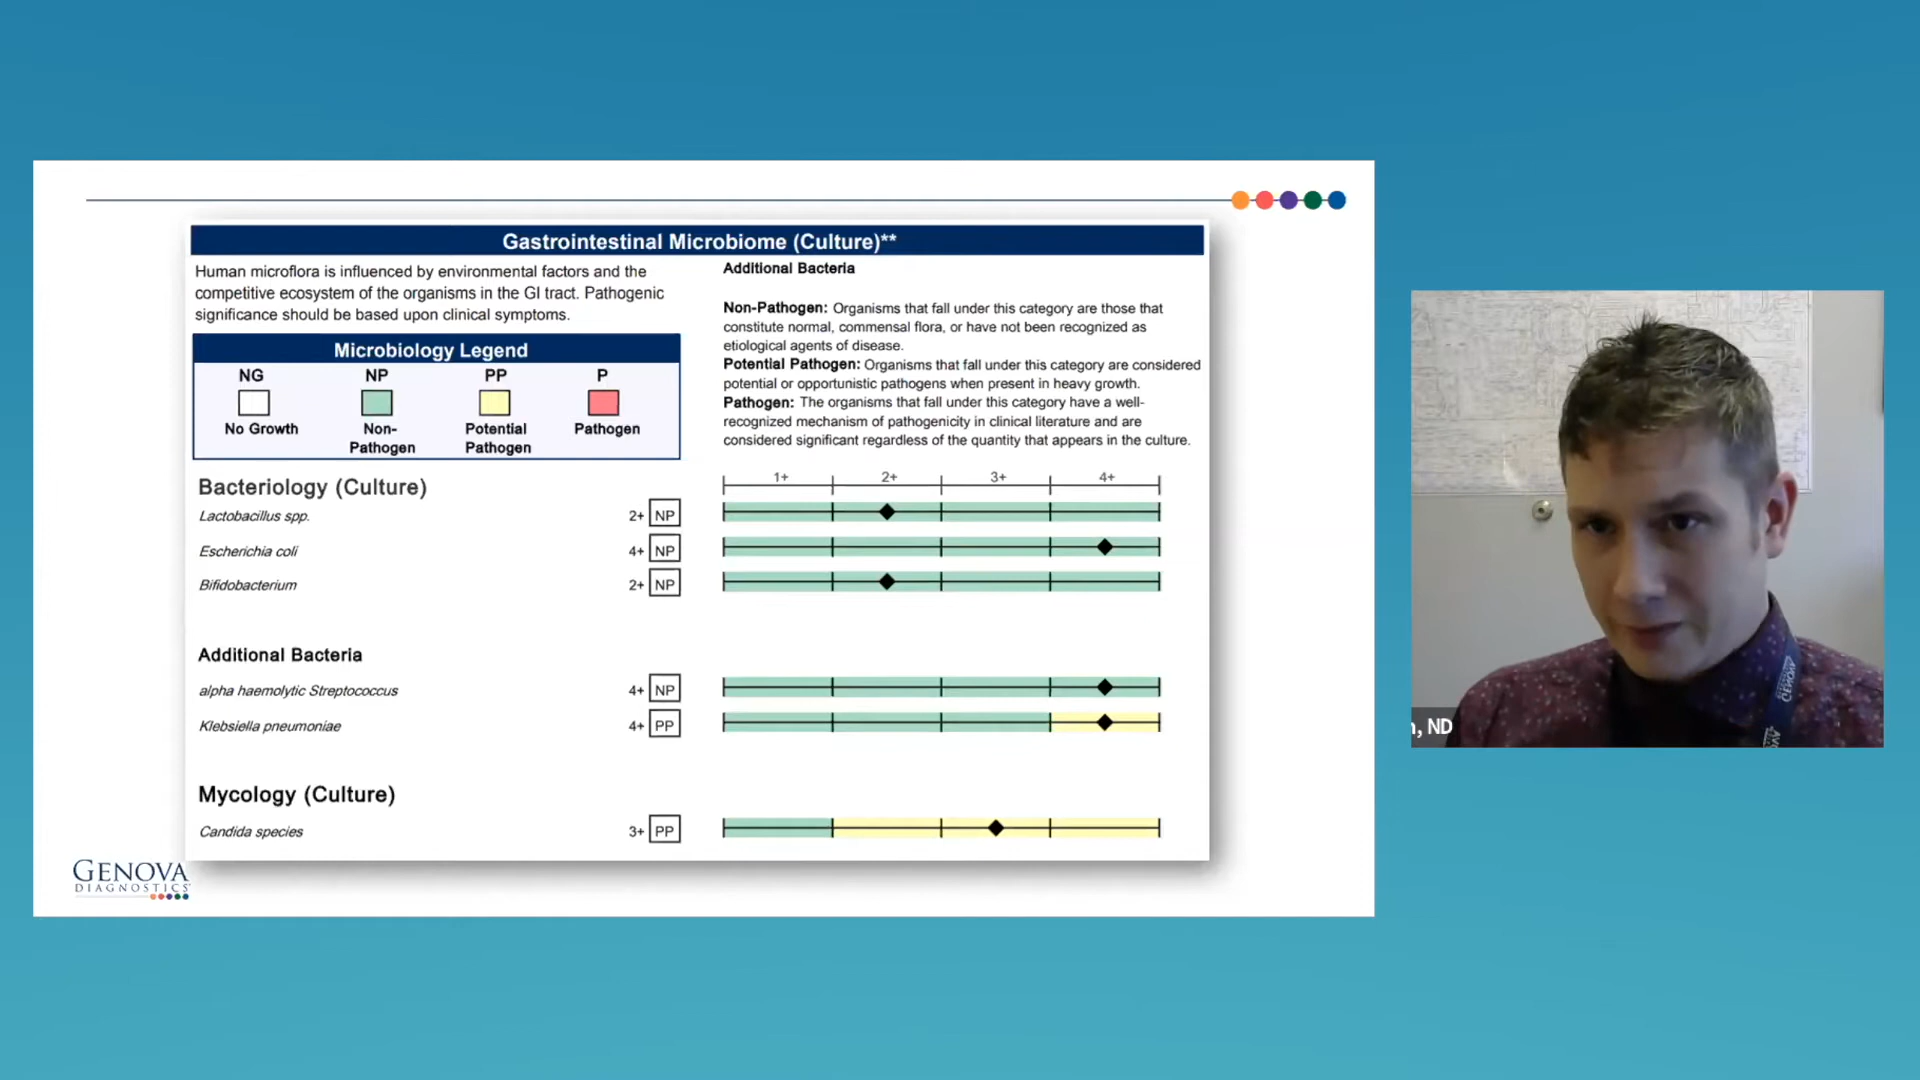 Gastrointestinal Microbiome (Culture)**
Human microflora is influenced by environmental factors and the
competitive ecosystem of the organisms in the GI tract. Pathogenic
significance should be based upon clinical symptoms.
Microbiology Legend
NG NP PP P
No Growth Non- Potential Pathogen
Pathogen Pathogen
Additional Bacteria
Non-Pathogen: Organisms that fall under this category are those that
constitute normal, commensal flora, or have not been recognized as
etiological agents of disease.
Potential Pathogen: Organisms that fall under this category are considered
potential or opportunistic pathogens when present in heavy growth.
Pathogen: The organisms that fall under this category have a well-
recognized mechanism of pathogenicity in clinical literature and are
considered significant regardless of the quantity that appears in the culture.
1+ 2+ 3+ 4+
Bacteriology (Culture)
Lactobacillus spp. 2+ NP
Escherichia coli 4+ NP
Bifidobacterium 2+ NP
Additional Bacteria
alpha haemolytic Streptococcus 4+ NP
Klebsiella pneumoniae 4+ PP
Mycology (Culture)
Candida species 3+ PP
GENOVA
DIAGNOSTICS
, ND